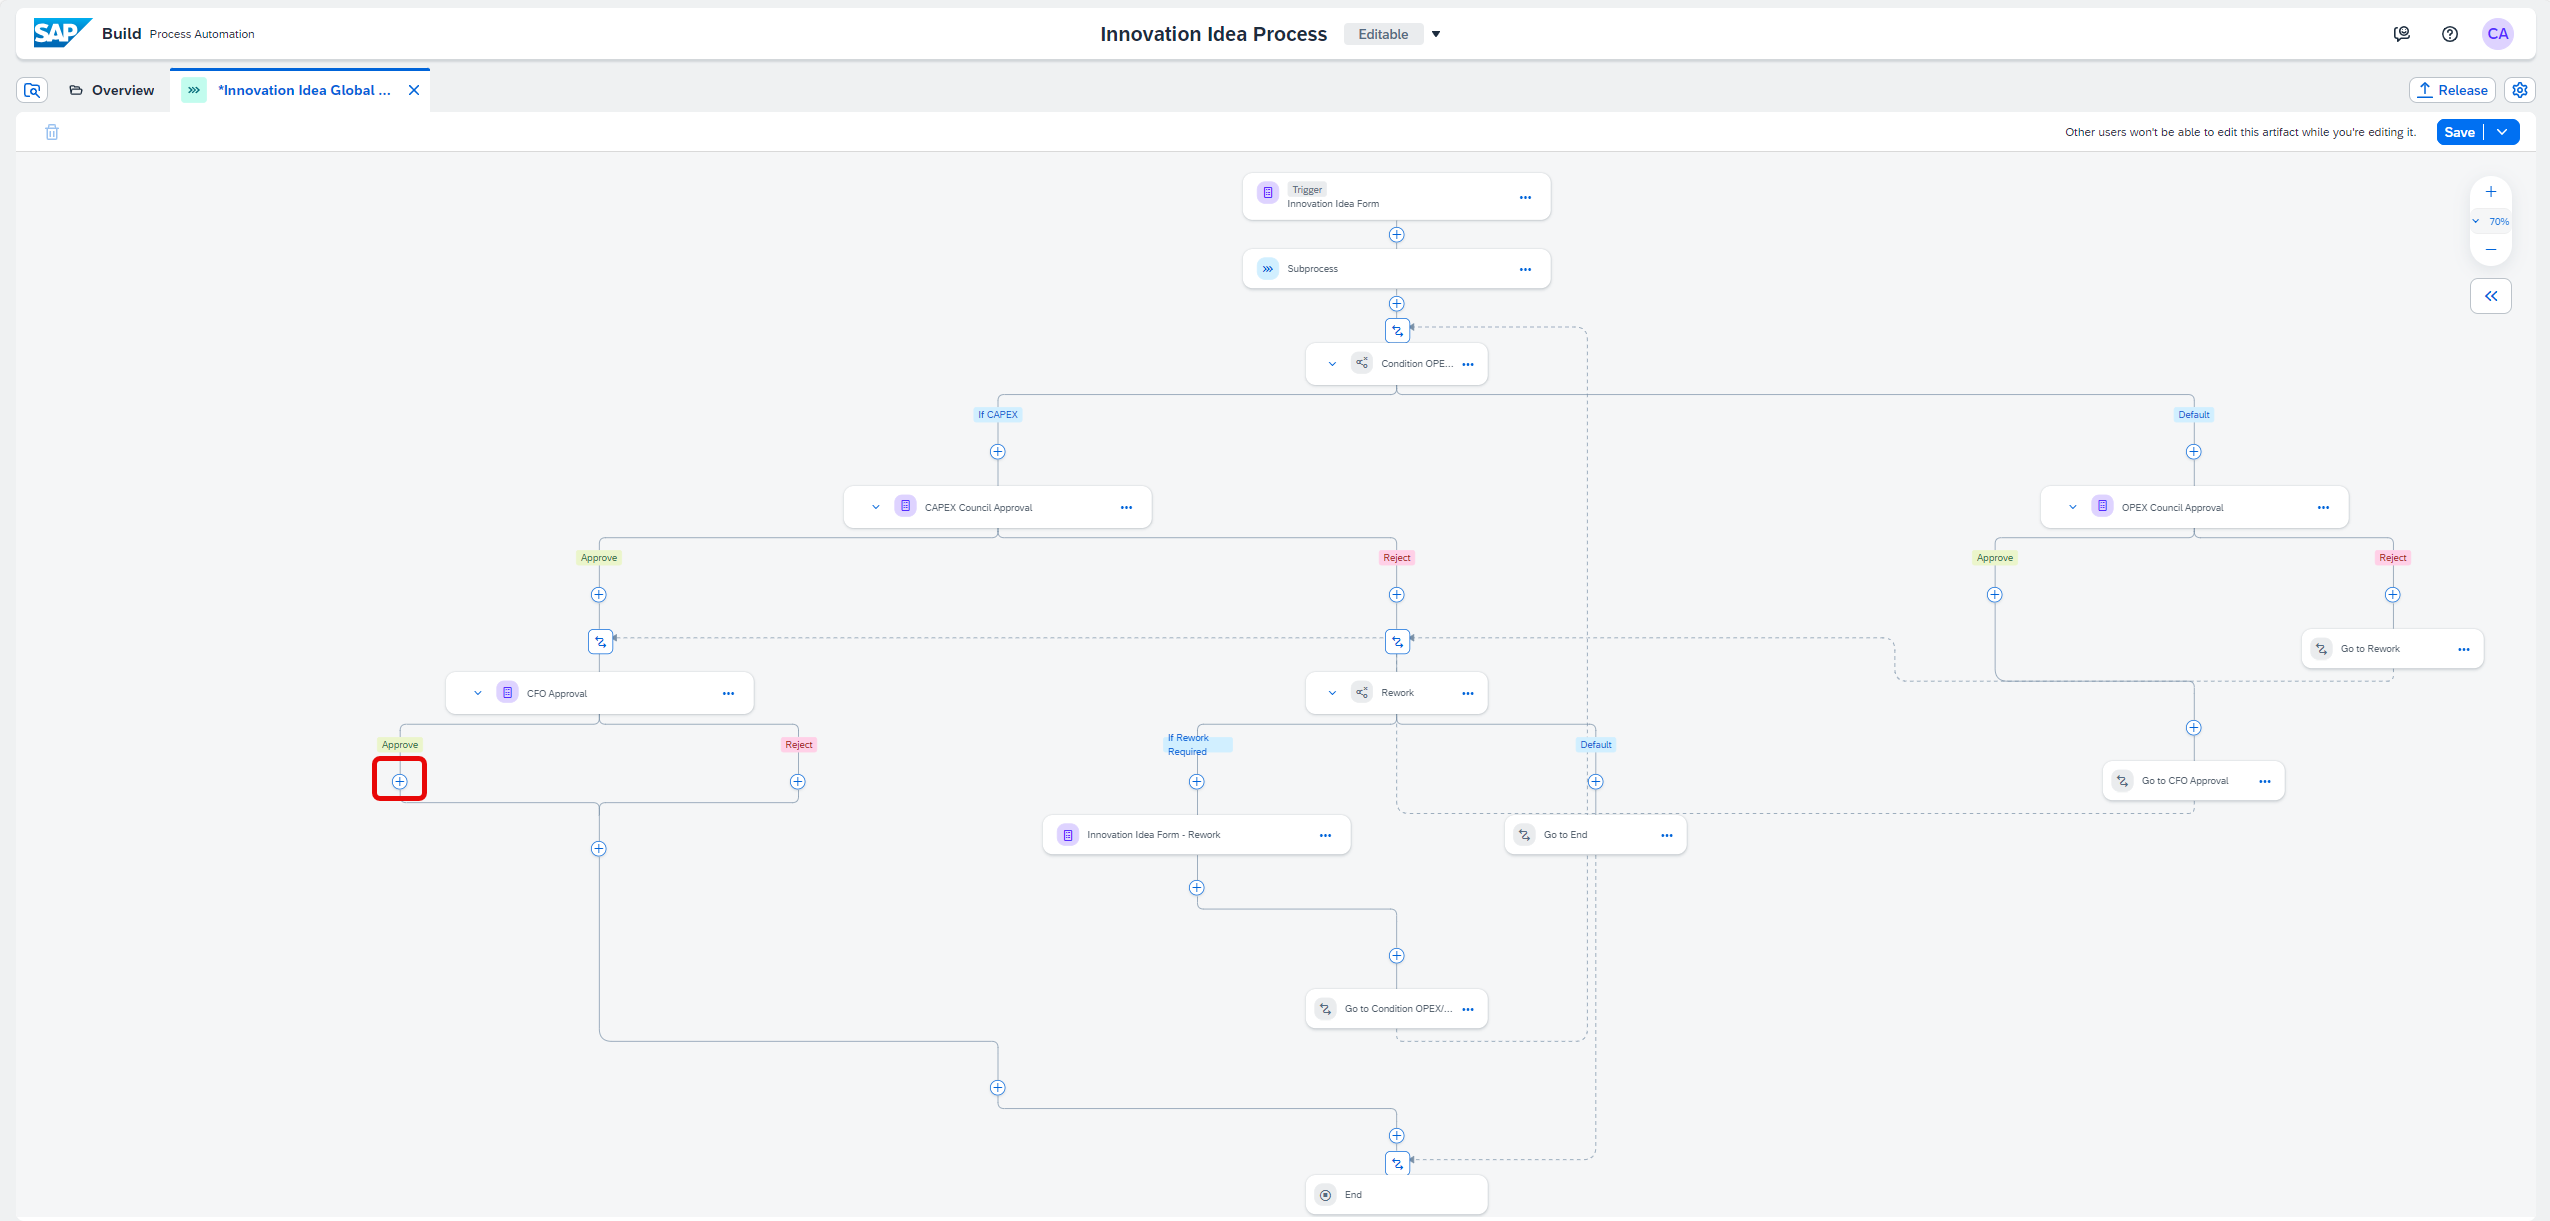 SAP Build Process Automation
Innovation Idea Process Editable
CA
Overview
*Innovation Idea Global ...
Release
Other users won't be able to edit this artifact while you're editing it.
Save
Trigger
Innovation Idea Form
70%
Subprocess
Condition OPE...
If CAPEX
Default
CAPEX Council Approval
OPEX Council Approval
Approve
Reject
Approve
Reject
Go to Rework
CFO Approval
Rework
Approve
Reject
If Rework
Required
Default
Go to CFO Approval
Innovation Idea Form - Rework
Go to End
Go to Condition OPEX/...
End